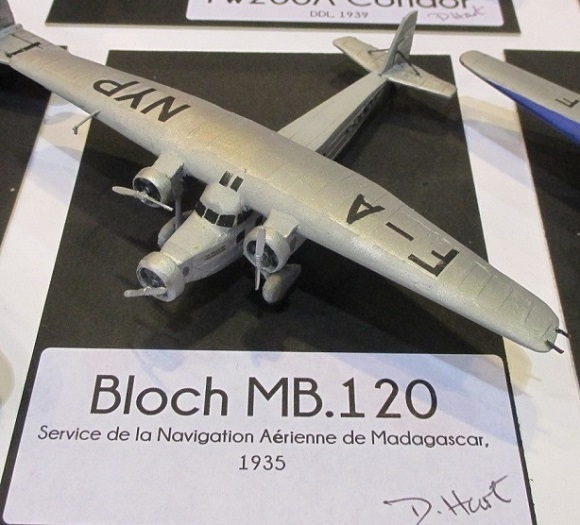 Fw200A Condor
DDL 1939
D. Hart
NYP
F-A
F
Bloch MB.120
Service de la Navigation Aérienne de Madagascar,
1935
D. Hart